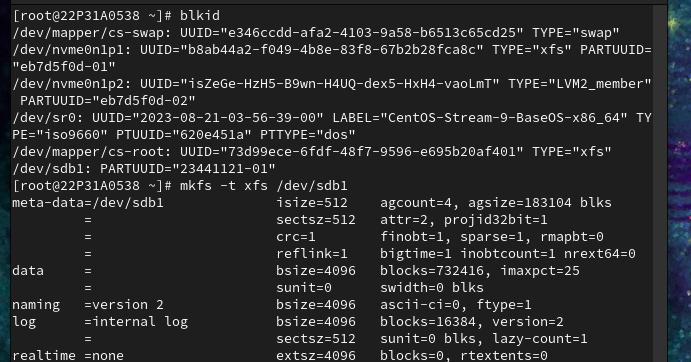 [root@22P31A0538 ~]# blkid
/dev/mapper/cs-swap: UUID="e346ccdd-afa2-4103-9a58-b6513c65cd25" TYPE="swap"
/dev/nvme0n1p1: UUID="b8ab44a2-f049-4b8e-83f8-67b2b28fca8c" TYPE="xfs" PARTUUID=
"eb7d5f0d-01"
/dev/nvme0n1p2: UUID="isZeGe-HzH5-B9wn-H4UQ-dex5-HxH4-vaoLmT" TYPE="LVM2_member"
 PARTUUID="eb7d5f0d-02"
/dev/sr0: UUID="2023-08-21-03-56-39-00" LABEL="CentOS-Stream-9-BaseOS-x86_64" TY
PE="iso9660" PTUUID="620e451a" PTTYPE="dos"
/dev/mapper/cs-root: UUID="73d99ece-6fdf-48f7-9596-e695b20af401" TYPE="xfs"
/dev/sdb1: PARTUUID="23441121-01"
[root@22P31A0538 ~]# mkfs -t xfs /dev/sdb1
meta-data=/dev/sdb1              isize=512    agcount=4, agsize=183104 blks
         =                       sectsz=512   attr=2, projid32bit=1
         =                       crc=1        finobt=1, sparse=1, rmapbt=0
         =                       reflink=1    bigtime=1 inobtcount=1 nrext64=0
data     =                       bsize=4096   blocks=732416, imaxpct=25
         =                       sunit=0      swidth=0 blks
naming   =version 2              bsize=4096   ascii-ci=0, ftype=1
log      =internal log           bsize=4096   blocks=16384, version=2
         =                       sectsz=512   sunit=0 blks, lazy-count=1
realtime =none                   extsz=4096   blocks=0, rtextents=0